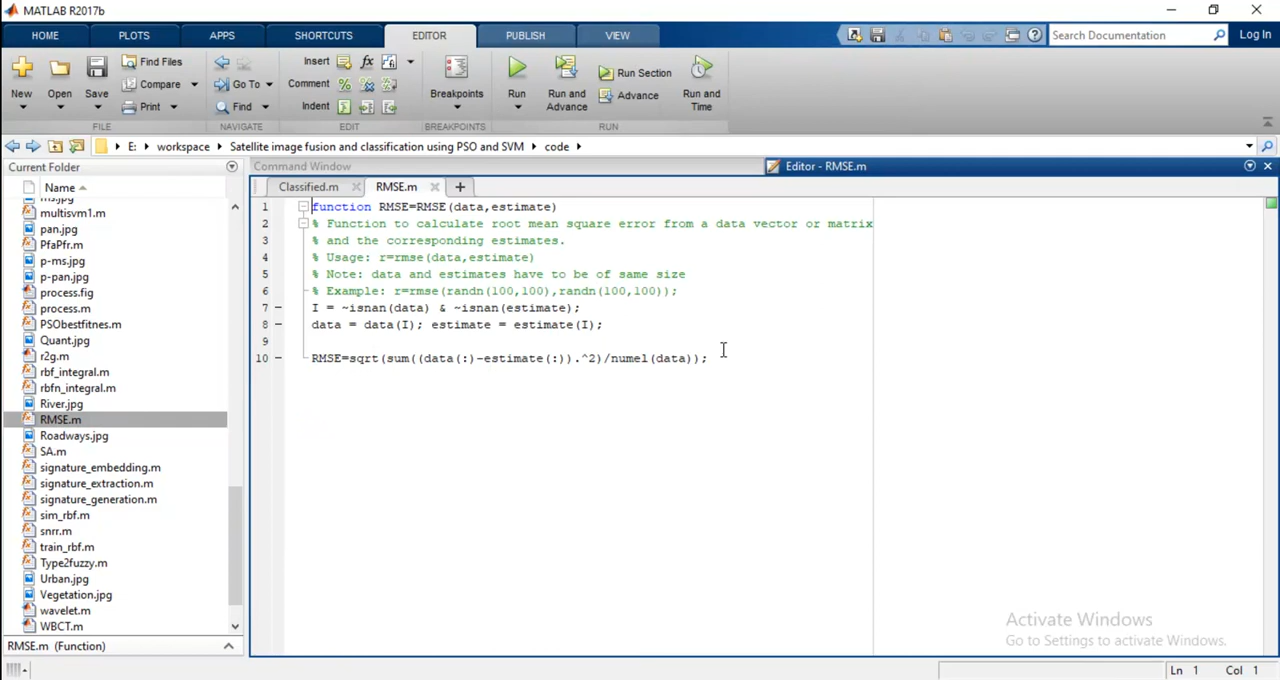 MATLAB R2017b
HOME PLOTS APPS SHORTCUTS EDITOR PUBLISH VIEW Search Documentation Log In
New Open Save Find Files Compare Print
Go To Find
Insert fx Comment % Indent
Breakpoints Run Run and Advance Run Section Advance Run and Time
FILE NAVIGATE EDIT BREAKPOINTS RUN
E: workspace Satellite image fusion and classification using PSO and SVM code
Current Folder Command Window Editor - RMSE.m
Name Classified.m RMSE.m
ms.jpg
multisvm1.m
pan.jpg
PfaPfr.m
p-ms.jpg
p-pan.jpg
process.fig
process.m
PSObestfitnes.m
Quant.jpg
r2g.m
rbf_integral.m
rbfn_integral.m
River.jpg
RMSE.m
Roadways.jpg
SA.m
signature_embedding.m
signature_extraction.m
signature_generation.m
sim_rbf.m
snrr.m
train_rbf.m
Type2fuzzy.m
Urban.jpg
Vegetation.jpg
wavelet.m
WBCT.m
RMSE.m (Function)
1 function RMSE=RMSE(data,estimate)
2 % Function to calculate root mean square error from a data vector or matrix
3 % and the corresponding estimates.
4 % Usage: r=rmse(data,estimate)
5 % Note: data and estimates have to be of same size
6 % Example: r=rmse(randn(100,100),randn(100,100));
7 – I = ~isnan(data) & ~isnan(estimate);
8 – data = data(I); estimate = estimate(I);
9
10 – RMSE=sqrt(sum((data(:)-estimate(:)).^2)/numel(data));
Activate Windows
Go to Settings to activate Windows.
Ln 1 Col 1